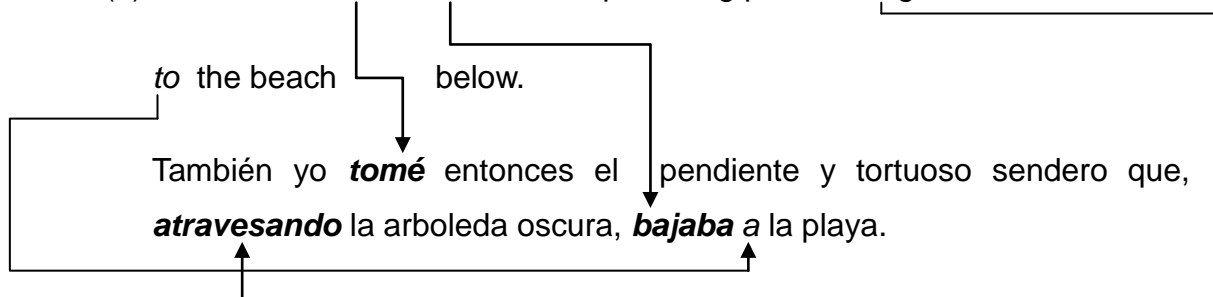 to the beach below.
También yo tomé entonces el pendiente y tortuoso sendero que,
atravesando la arboleda oscura, bajaba a la playa.